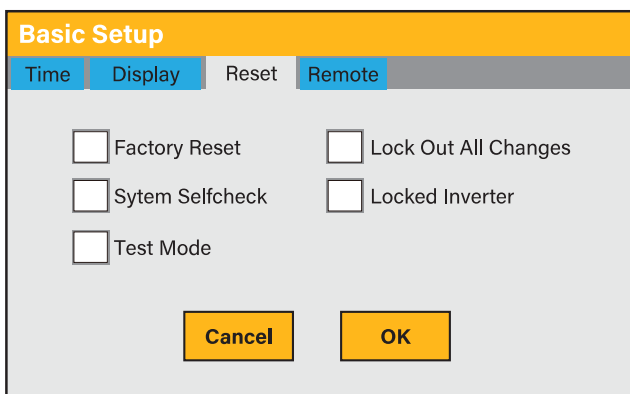 Basic Setup
Time Display Reset Remote
Factory Reset Lock Out All Changes
Sytem Selfcheck Locked Inverter
Test Mode
Cancel OK